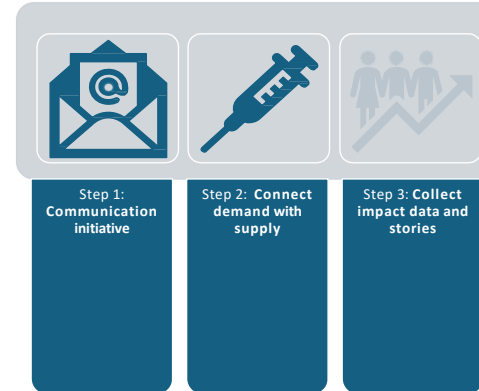 @
Step 1:
Communication
initiative
Step 2: Connect
demand with
supply
Step 3: Collect
impact data and
stories